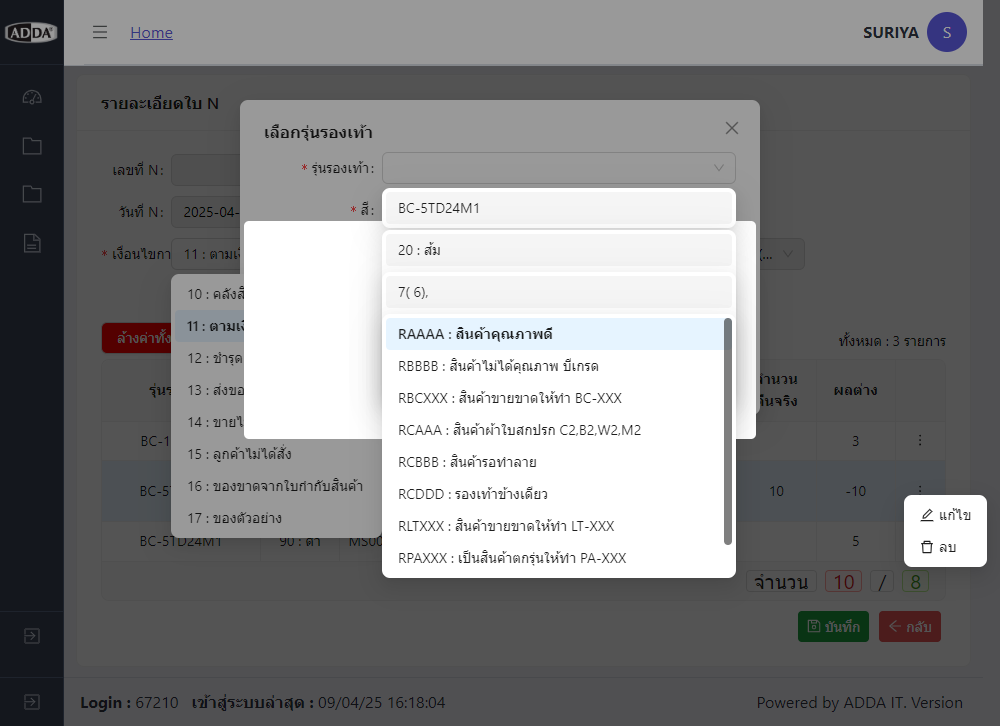 ADDA
Home
SURIYA
S
รายละเอียดใบ N
เลือกรุ่นรองเท้า
เลขที่ N:
* รุ่นรองเท้า:
วันที่ N:
2025-04-
* สี:
BC-5TD24M1
* เงื่อนไขกา
11 : ตามเงื
20 : ส้ม
(...
7( 6),
10 : คลังสิ
11 : ตามเงื
12 : ชำรุด
13 : ส่งขอ
14 : ขายไ
15 : ลูกค้าไม่ได้สั่ง
16 : ของขาดจากใบกำกับสินค้า
17 : ของตัวอย่าง
RAAAA : สินค้าคุณภาพดี
RBBBB : สินค้าไม่ได้คุณภาพ บีเกรด
RBCXXX : สินค้าขายขาดให้ทำ BC-XXX
RCAAA : สินค้าผ้าใบสกปรก C2,B2,W2,M2
RCBBB : สินค้ารอทำลาย
RCDDD : รองเท้าข้างเดียว
RLTXXX : สินค้าขายขาดให้ทำ LT-XXX
RPAXXX : เป็นสินค้าตกรุ่นให้ทำ PA-XXX
ล้างค่าทั้ง
ทั้งหมด : 3 รายการ
รุ่นร
จำนวน
คืนจริง
ผลต่าง
BC-1
3
BC-5
10
-10
BC-5TD24M1
90 : ดำ
5
แก้ไข
ลบ
จำนวน 10 / 8
บันทึก
กลับ
Login : 67210 เข้าสู่ระบบล่าสุด : 09/04/25 16:18:04
Powered by ADDA IT. Version